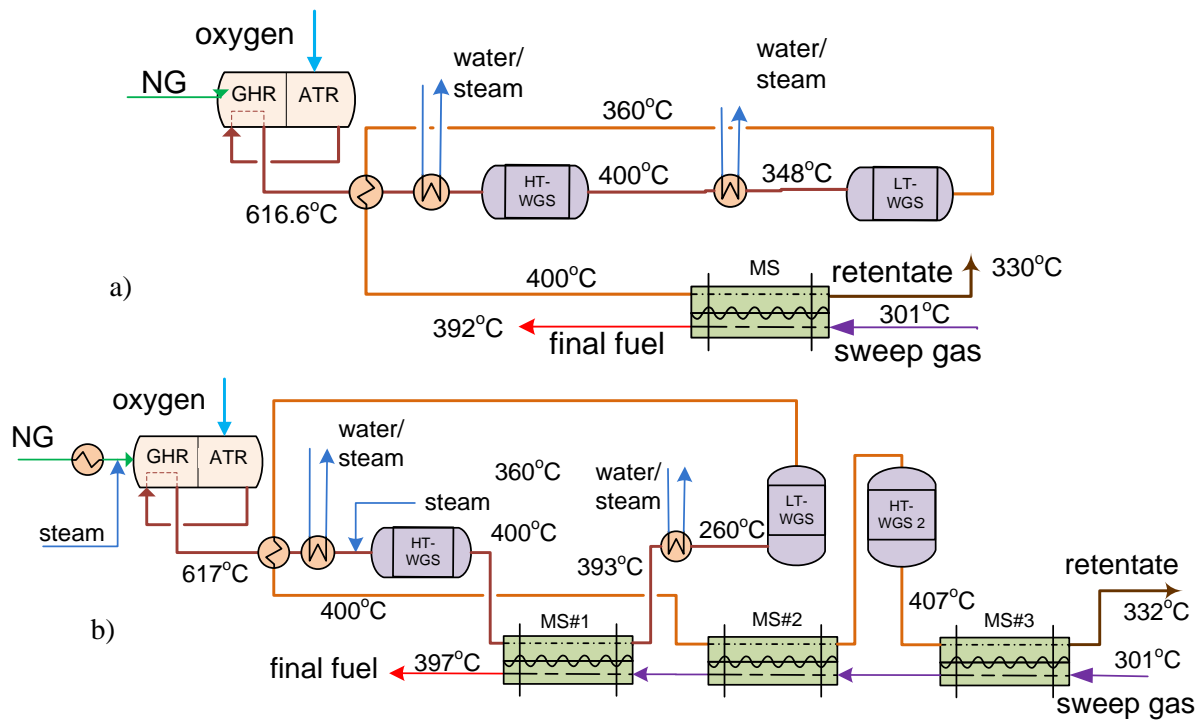 oxygen
NG
GHR
ATR
water/
steam
water/
steam
360°C
HT-
WGS
400°C
348°C
LT-
WGS
616.6°C
a)
400°C
MS
retentate
330°C
392°C
final fuel
301°C
sweep gas
oxygen
NG
GHR
ATR
steam
water/
steam
360°C
steam
400°C
water/
steam
LT-
WGS
HT-
WGS 2
HT-
WGS
260°C
393°C
617°C
400°C
407°C
retentate
332°C
b)
MS#1
MS#2
MS#3
final fuel
397°C
301°C
sweep gas